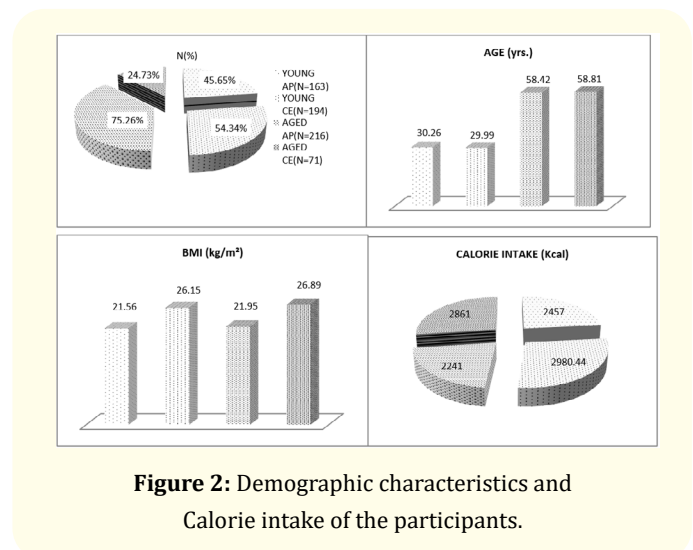 N(%)
24.73%
45.65%
75.26%
54.34%
YOUNG
AP(N=163)
YOUNG
CE(N=194)
AGED
AP(N=216)
AGED
CE(N=71)
AGE (yrs.)
30.26
29.99
58.42
58.81
BMI (kg/m²)
21.56
26.15
21.95
26.89
CALORIE INTAKE (Kcal)
2861
2457
2241
2980.44
Figure 2: Demographic characteristics and
Calorie intake of the participants.